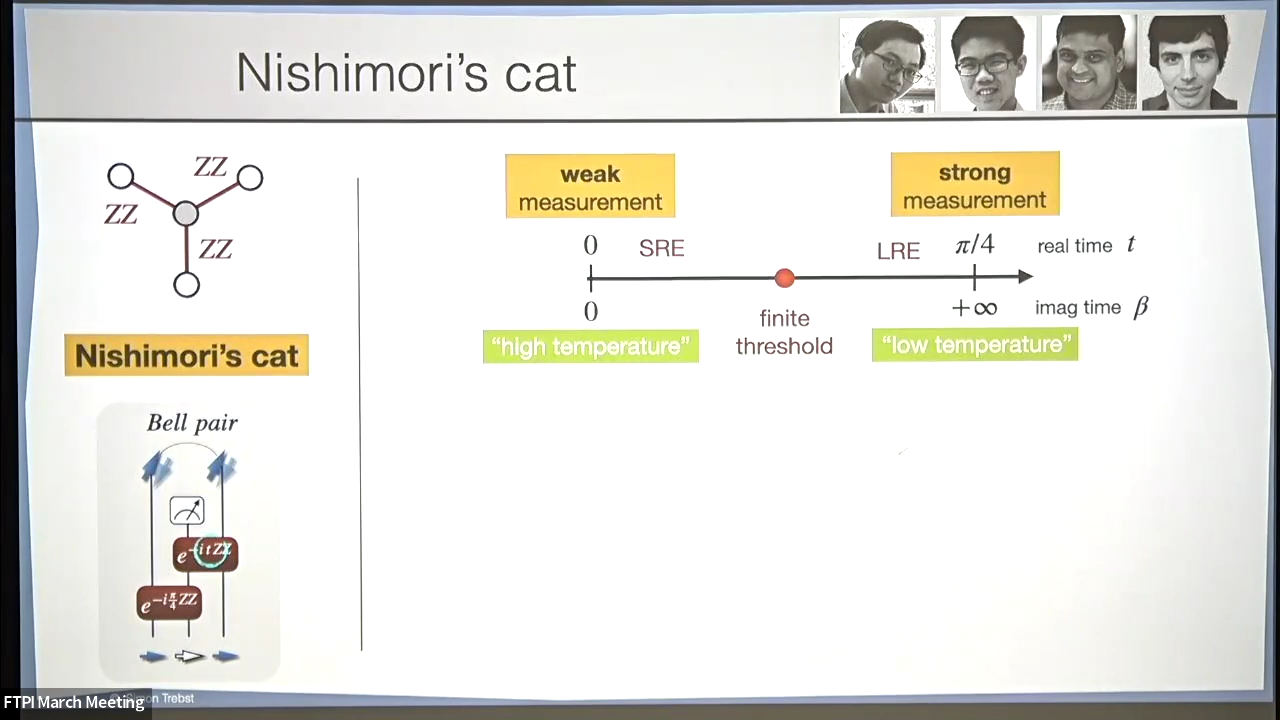 Nishimori's cat
ZZ
ZZ
ZZ
Nishimori's cat
Bell pair
e^{-itZZ}
e^{-i\frac{π}{4}ZZ}
weak
measurement
strong
measurement
0 SRE LRE π/4 real time t
0 +∞ imag time β
finite
threshold
"high temperature"
"low temperature"
Trebst
FTPI March Meeting